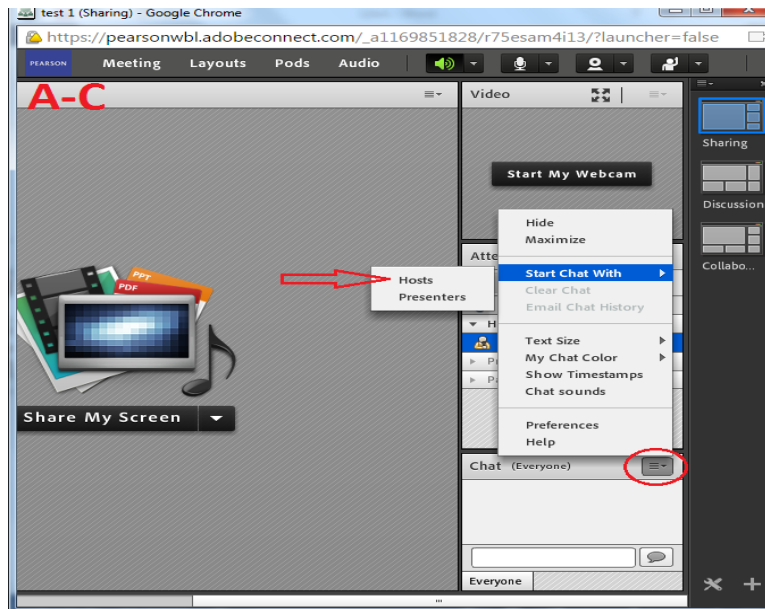 test 1 (Sharing) - Google Chrome
https://pearsonwbl.adobeconnect.com/_a1169851828/r75esam4i13/?launcher=false
PEARSON Meeting Layouts Pods Audio
A-C
Video
Start My Webcam
Sharing
Discussion
Collabo...
Hide
Maximize
Atte
Start Chat With
Hosts
Presenters
Clear Chat
Email Chat History
H
Text Size
My Chat Color
Show Timestamps
Chat sounds
Preferences
Help
PPT
PDF
Share My Screen
Chat (Everyone)
Everyone